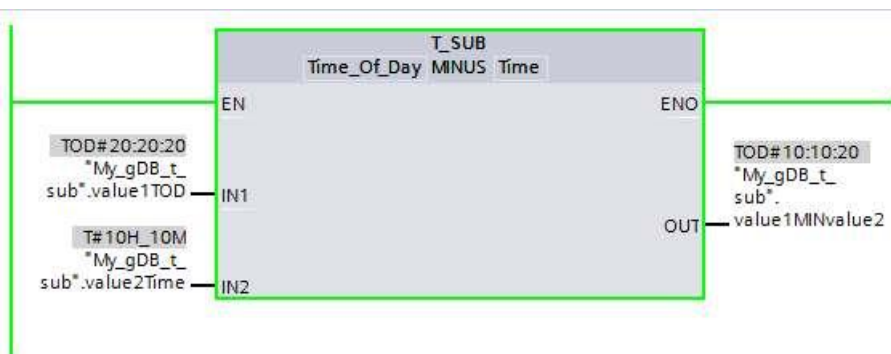 T_SUB
Time_Of_Day MINUS Time
EN
ENO
TOD#20:20:20
"My_gDB_t_
sub".value1TOD
IN1
TOD#10:10:20
"My_gDB_t_
sub".
value1MINvalue2
OUT
T#10H_10M
"My_gDB_t_
sub".value2Time
IN2